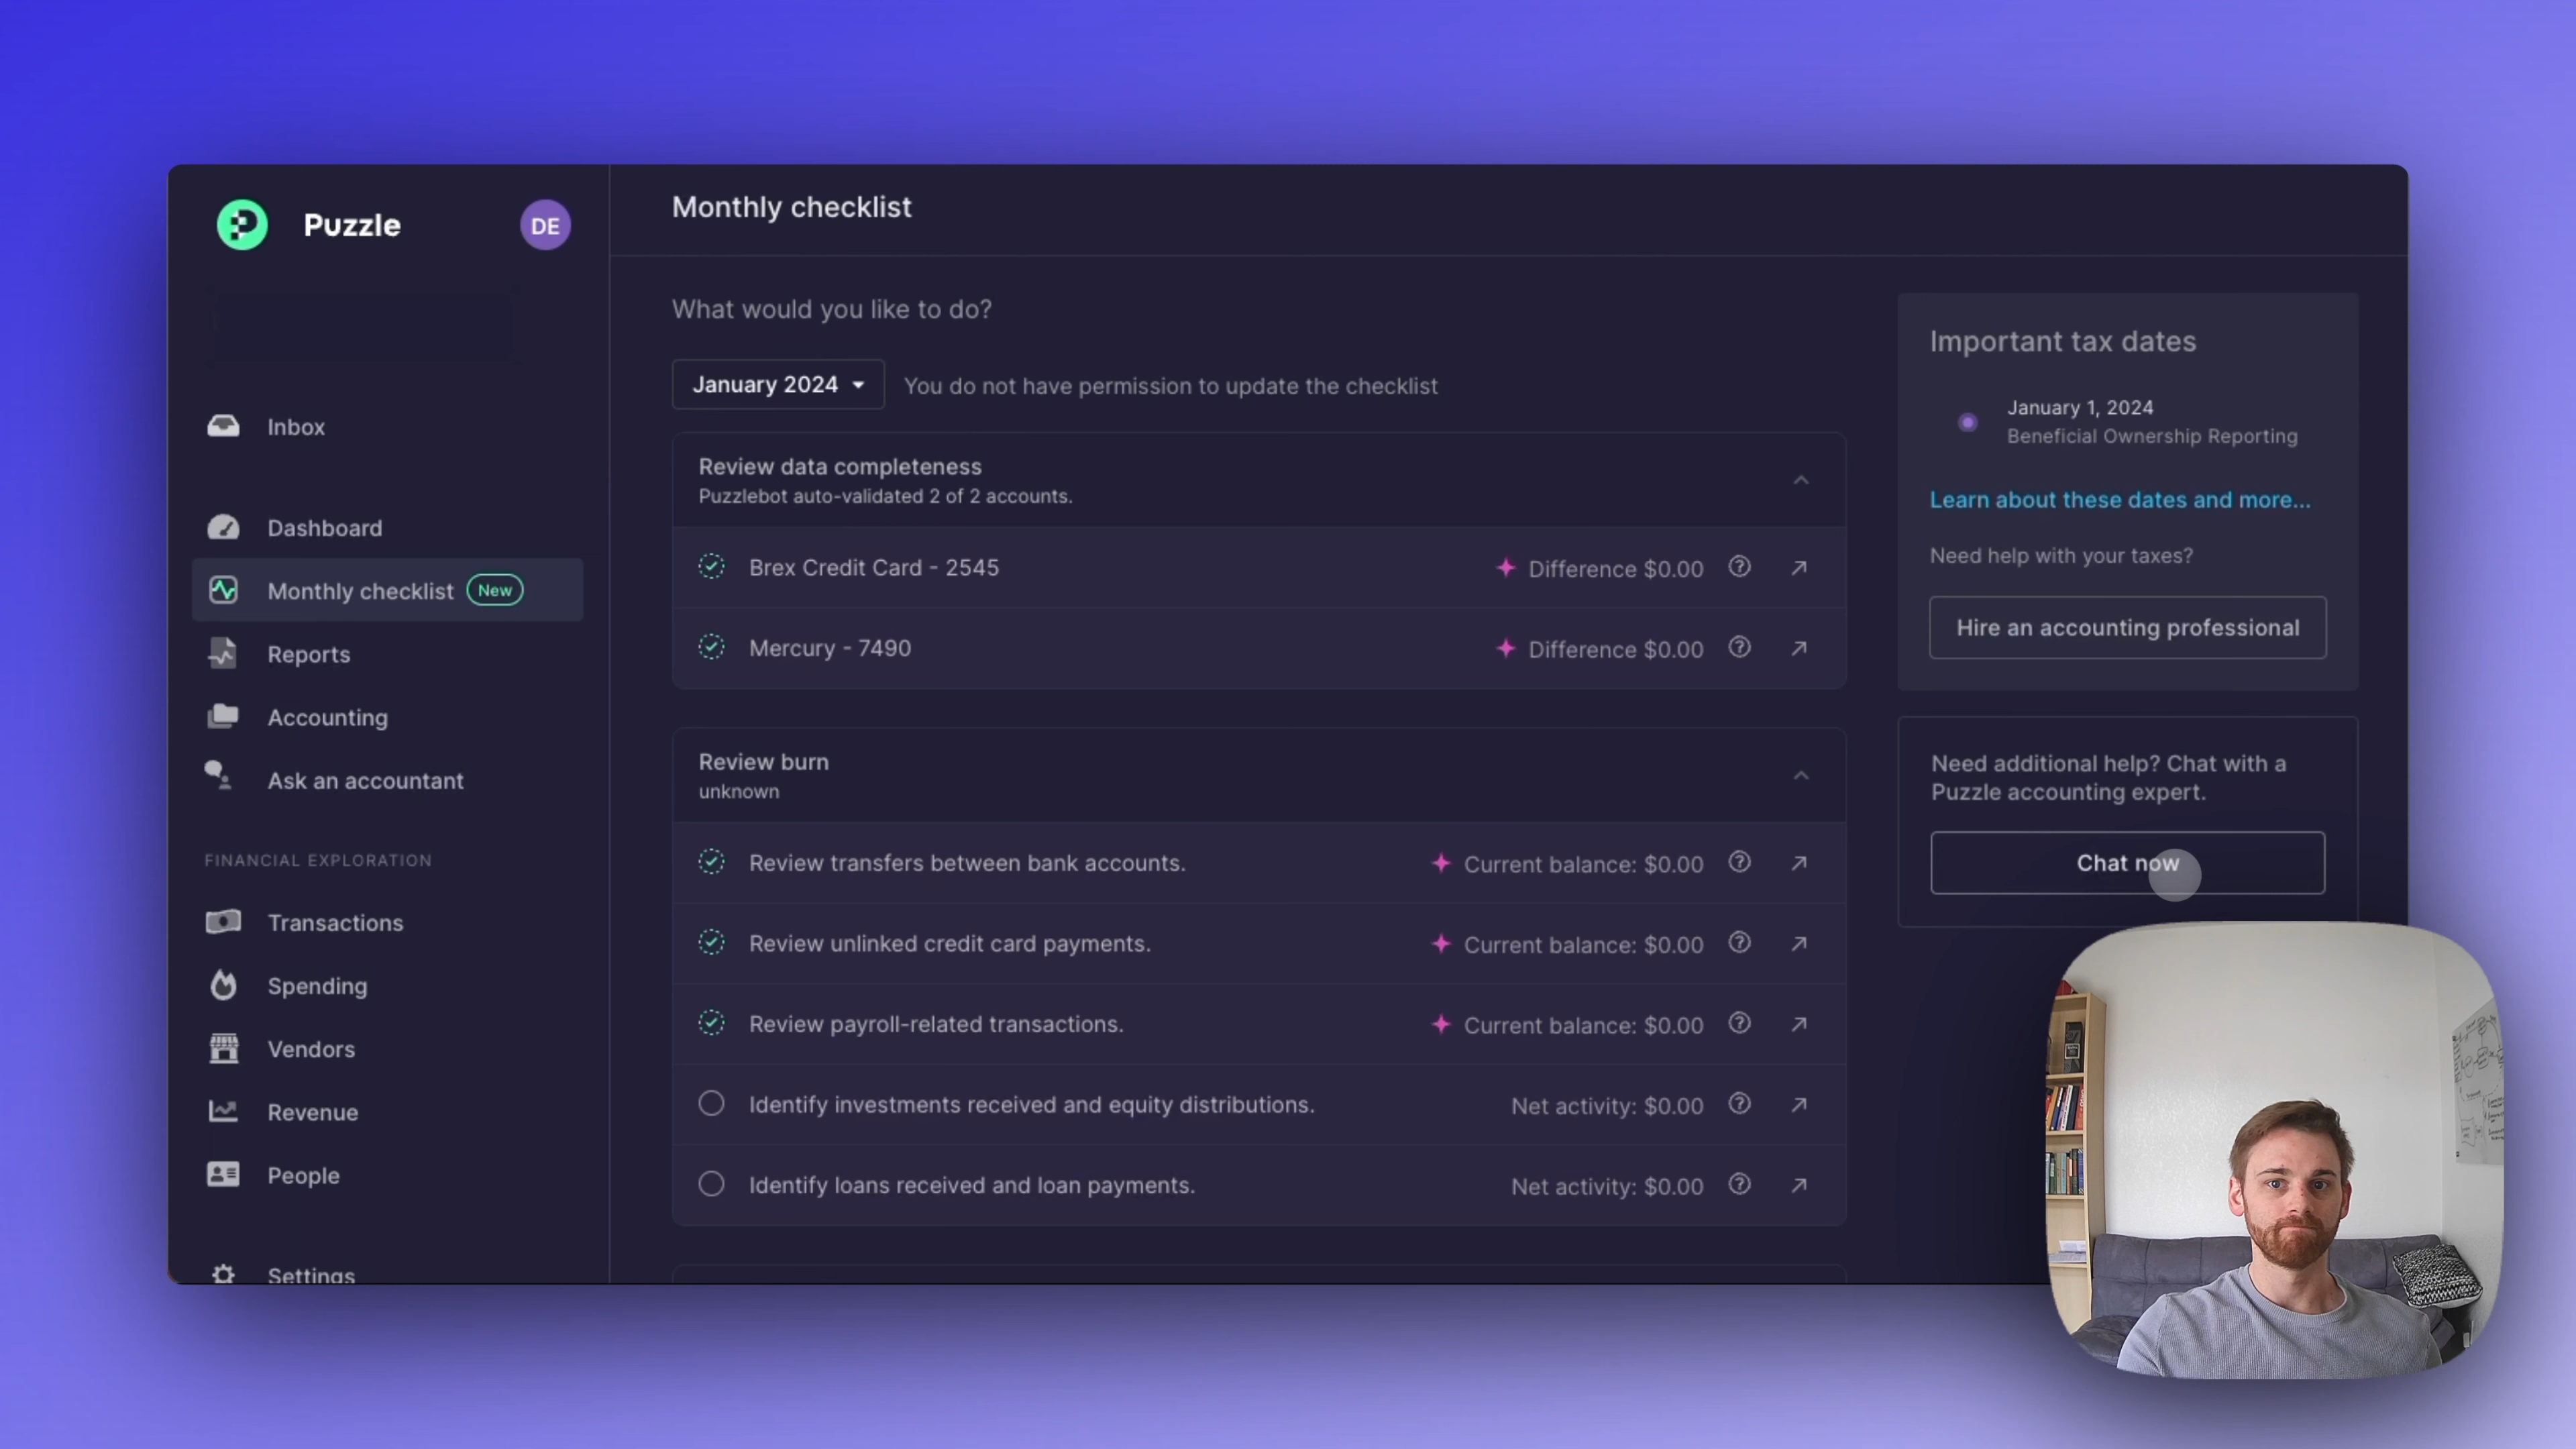 Puzzle
DE
Inbox
Dashboard
Monthly checklist New
Reports
Accounting
Ask an accountant
FINANCIAL EXPLORATION
Transactions
Spending
Vendors
Revenue
People
Settings
Monthly checklist
What would you like to do?
January 2024
You do not have permission to update the checklist
Review data completeness
Puzzlebot auto-validated 2 of 2 accounts.
Brex Credit Card - 2545 Difference $0.00
Mercury - 7490 Difference $0.00
Review burn
unknown
Review transfers between bank accounts. Current balance: $0.00
Review unlinked credit card payments. Current balance: $0.00
Review payroll-related transactions. Current balance: $0.00
Identify investments received and equity distributions. Net activity: $0.00
Identify loans received and loan payments. Net activity: $0.00
Important tax dates
January 1, 2024
Beneficial Ownership Reporting
Learn about these dates and more...
Need help with your taxes?
Hire an accounting professional
Need additional help? Chat with a
Puzzle accounting expert.
Chat now